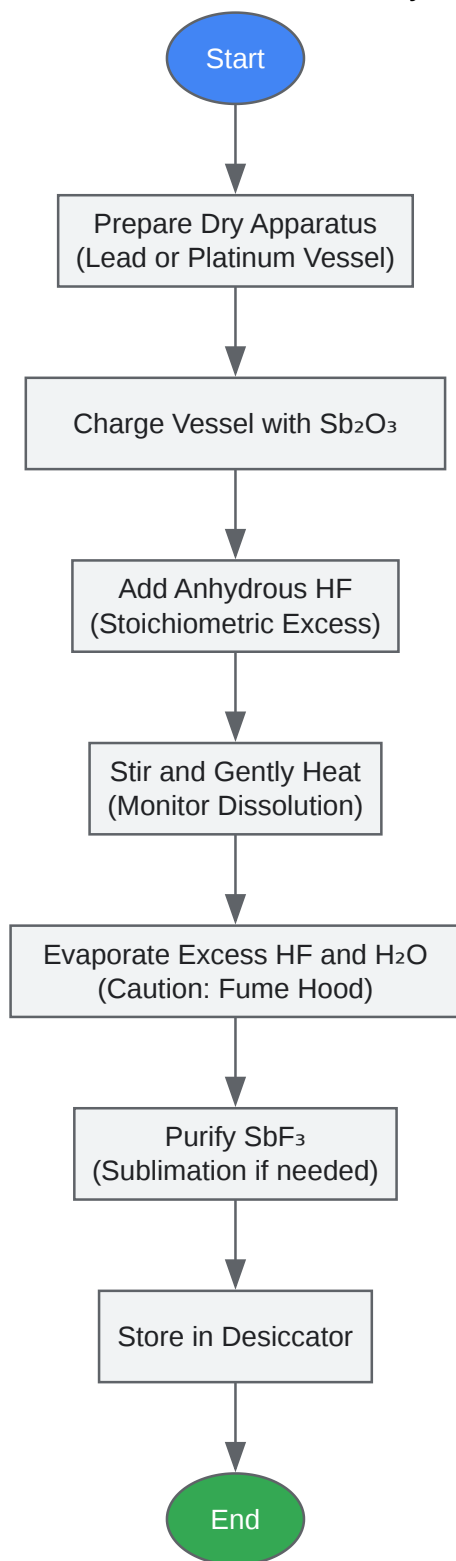 Start
Prepare Dry Apparatus
(Lead or Platinum Vessel)
Charge Vessel with Sb₂O₃
Add Anhydrous HF
(Stoichiometric Excess)
Stir and Gently Heat
(Monitor Dissolution)
Evaporate Excess HF and H₂O
(Caution: Fume Hood)
Purify SbF₃
(Sublimation if needed)
Store in Desiccator
End